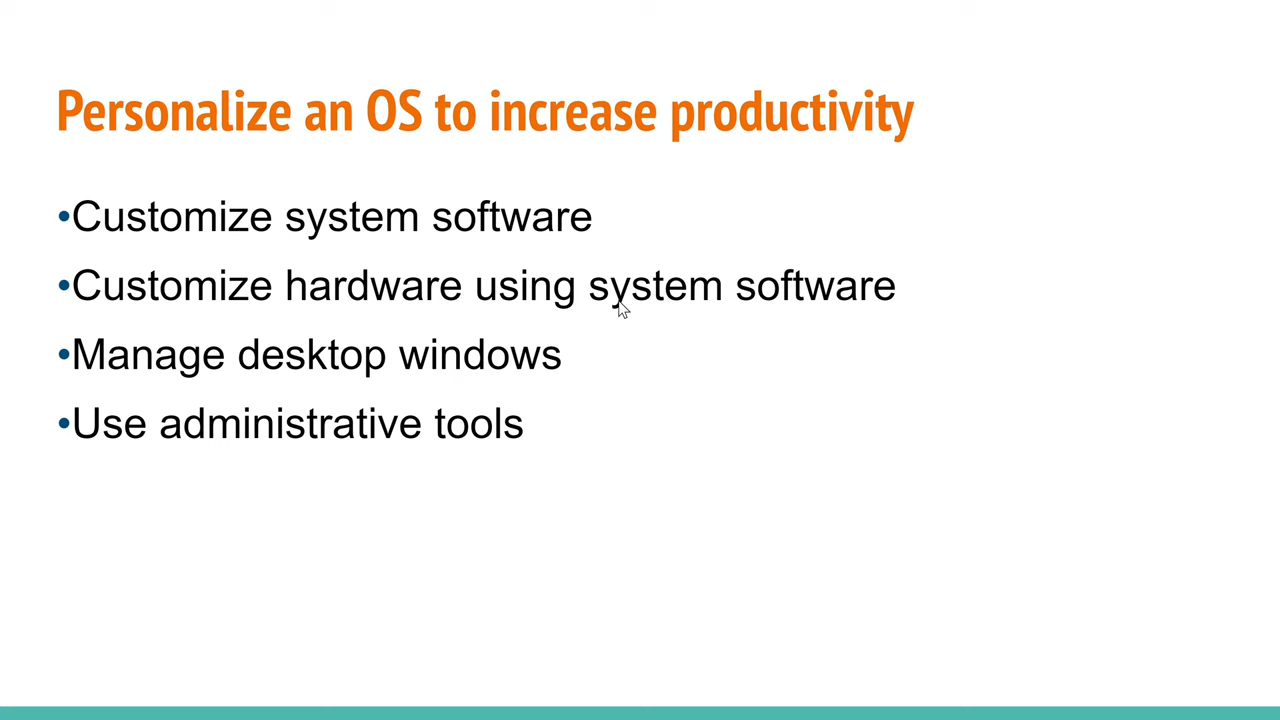 Personalize an OS to increase productivity
•Customize system software
•Customize hardware using system software
•Manage desktop windows
•Use administrative tools